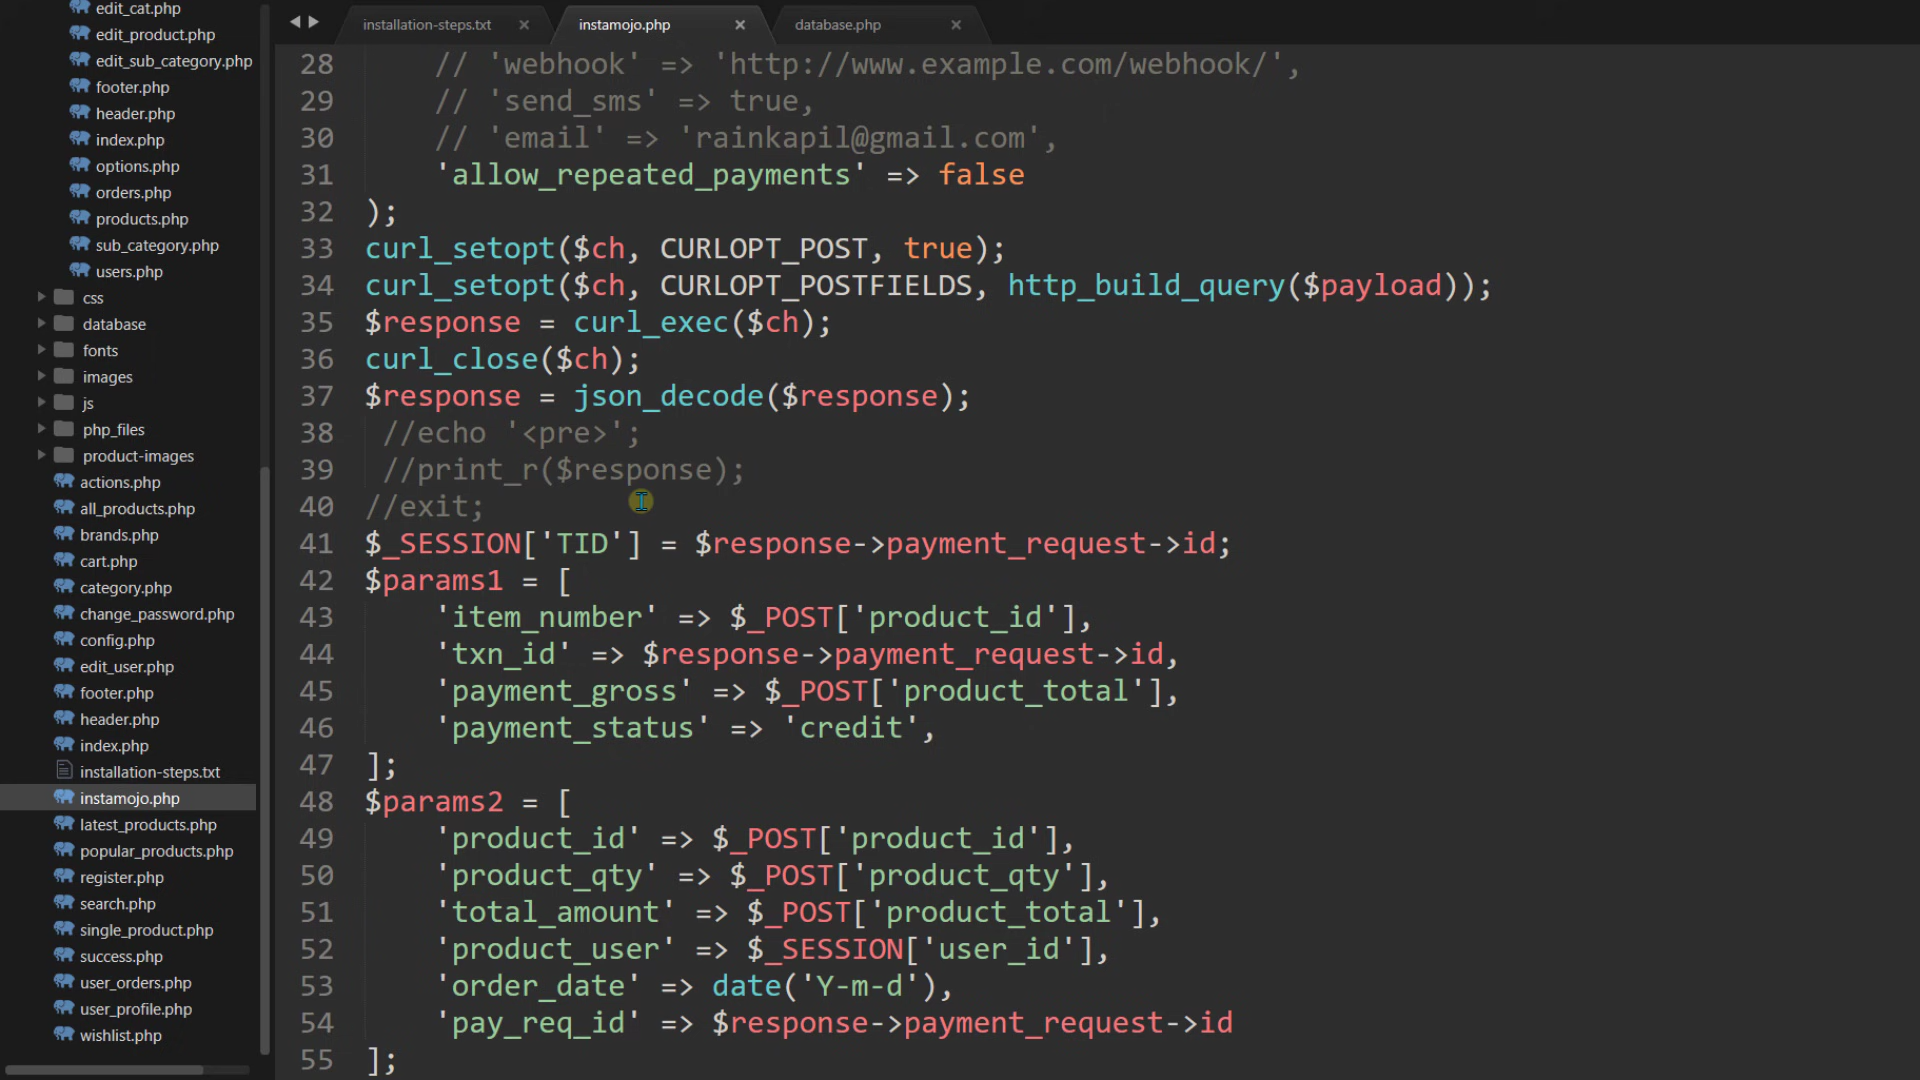 edit_cat.php
edit_product.php
edit_sub_category.php
footer.php
header.php
index.php
options.php
orders.php
products.php
sub_category.php
users.php
css
database
fonts
images
js
php_files
product-images
actions.php
all_products.php
brands.php
cart.php
category.php
change_password.php
config.php
edit_user.php
footer.php
header.php
index.php
installation-steps.txt
instamojo.php
latest_products.php
popular_products.php
register.php
search.php
single_product.php
success.php
user_orders.php
user_profile.php
wishlist.php
installation-steps.txt × instamojo.php × database.php ×
28 // 'webhook' => 'http://www.example.com/webhook/',
29 // 'send_sms' => true,
30 // 'email' => 'rainkapil@gmail.com',
31 'allow_repeated_payments' => false
32 );
33 curl_setopt($ch, CURLOPT_POST, true);
34 curl_setopt($ch, CURLOPT_POSTFIELDS, http_build_query($payload));
35 $response = curl_exec($ch);
36 curl_close($ch);
37 $response = json_decode($response);
38 //echo '<pre>';
39 //print_r($response);
40 //exit;
41 $_SESSION['TID'] = $response->payment_request->id;
42 $params1 = [
43 'item_number' => $_POST['product_id'],
44 'txn_id' => $response->payment_request->id,
45 'payment_gross' => $_POST['product_total'],
46 'payment_status' => 'credit',
47 ];
48 $params2 = [
49 'product_id' => $_POST['product_id'],
50 'product_qty' => $_POST['product_qty'],
51 'total_amount' => $_POST['product_total'],
52 'product_user' => $_SESSION['user_id'],
53 'order_date' => date('Y-m-d'),
54 'pay_req_id' => $response->payment_request->id
55 ];